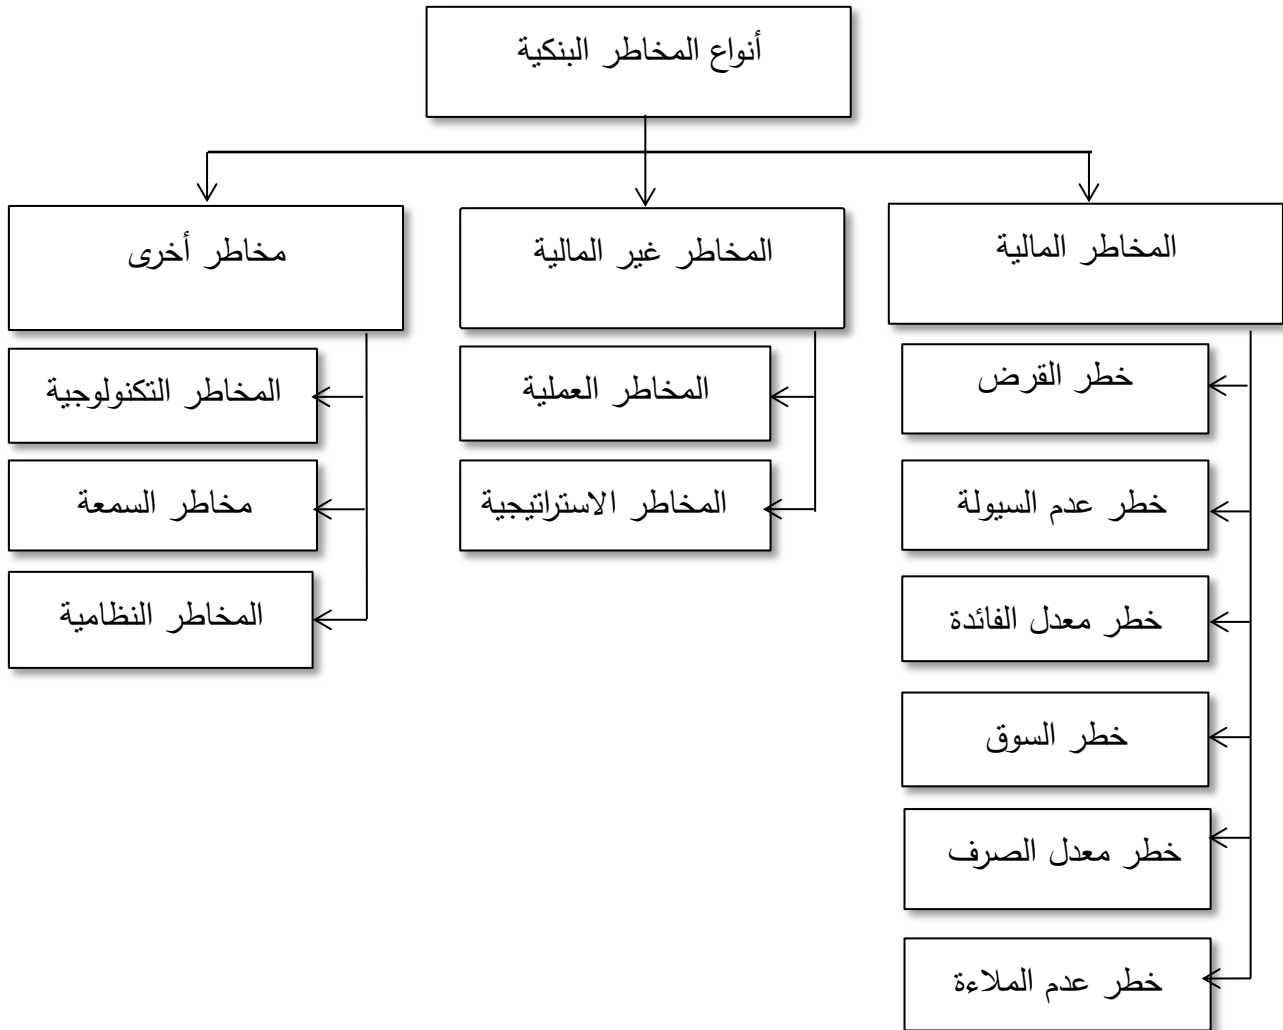 أنواع المخاطر البنكية
المخاطر المالية
المخاطر غير المالية
مخاطر أخرى
خطر القرض
خطر عدم السيولة
خطر معدل الفائدة
خطر السوق
خطر معدل الصرف
خطر عدم الملاءة
المخاطر العملية
المخاطر الاستراتيجية
المخاطر التكنولوجية
مخاطر السمعة
المخاطر النظامية